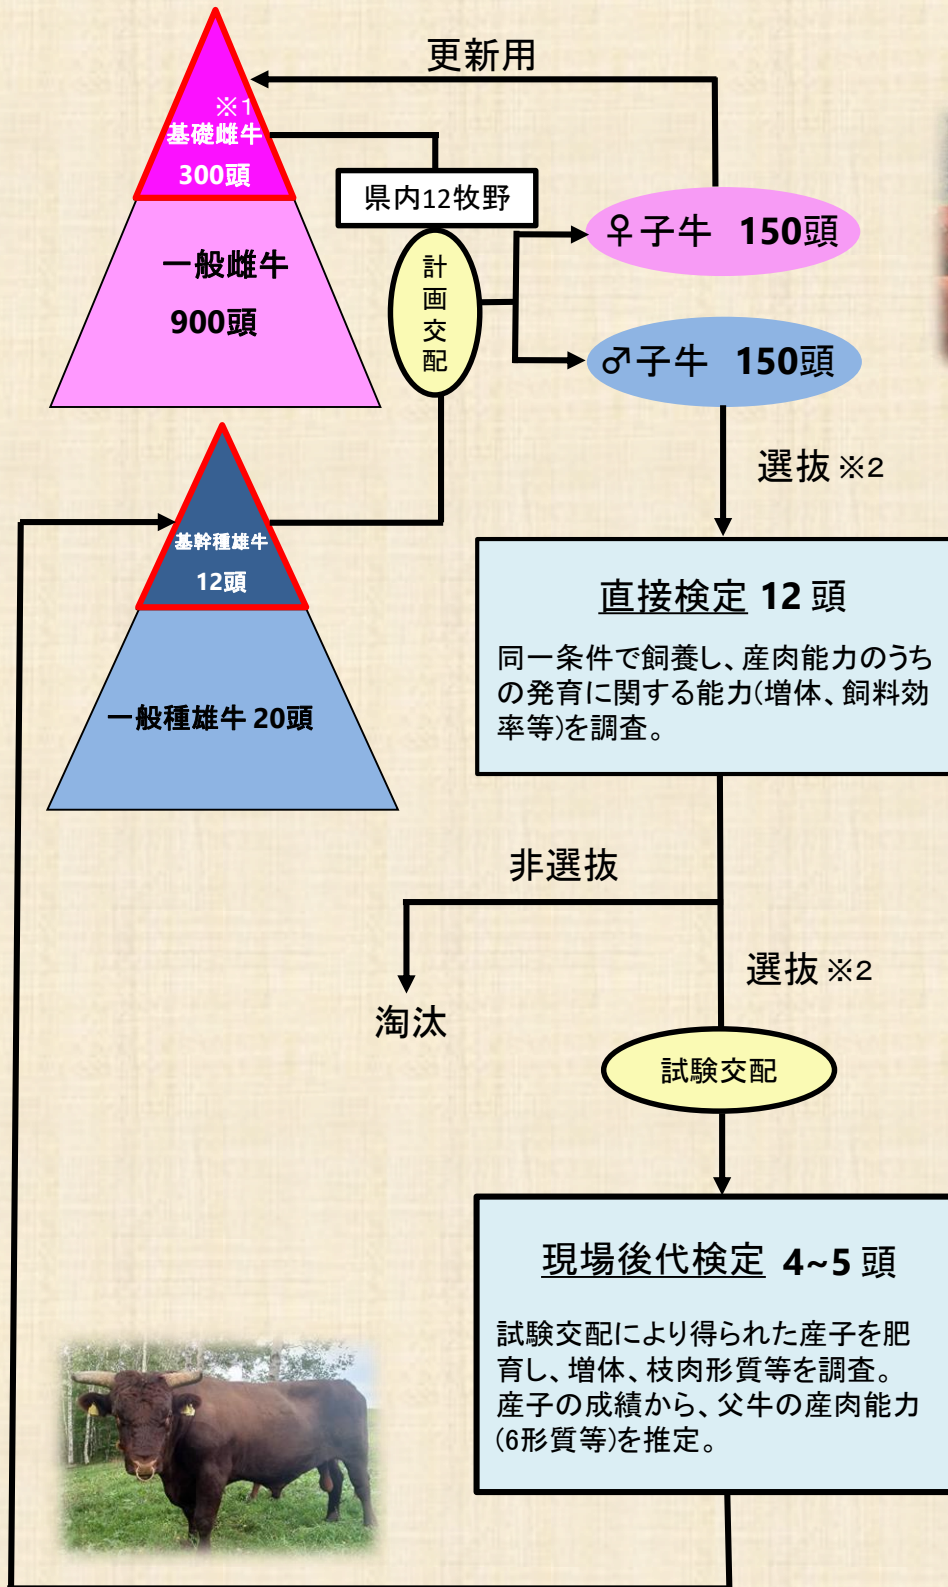 更新用
※1
基礎雌牛
300頭
県内12牧野
♀子牛 150頭
一般雌牛
900頭
計画交配
♂子牛 150頭
選抜※2
基幹種雄牛
12頭
一般種雄牛 20頭
直接検定 12 頭
同一条件で飼養し、産肉能力のうち
の発育に関する能力(増体、飼料効
率等)を調査。
非選抜
選抜※2
淘汰
試験交配
現場後代検定 4~5 頭
試験交配により得られた産子を肥
育し、増体、枝肉形質等を調査。
産子の成績から、父牛の産肉能力
(6形質等)を推定。